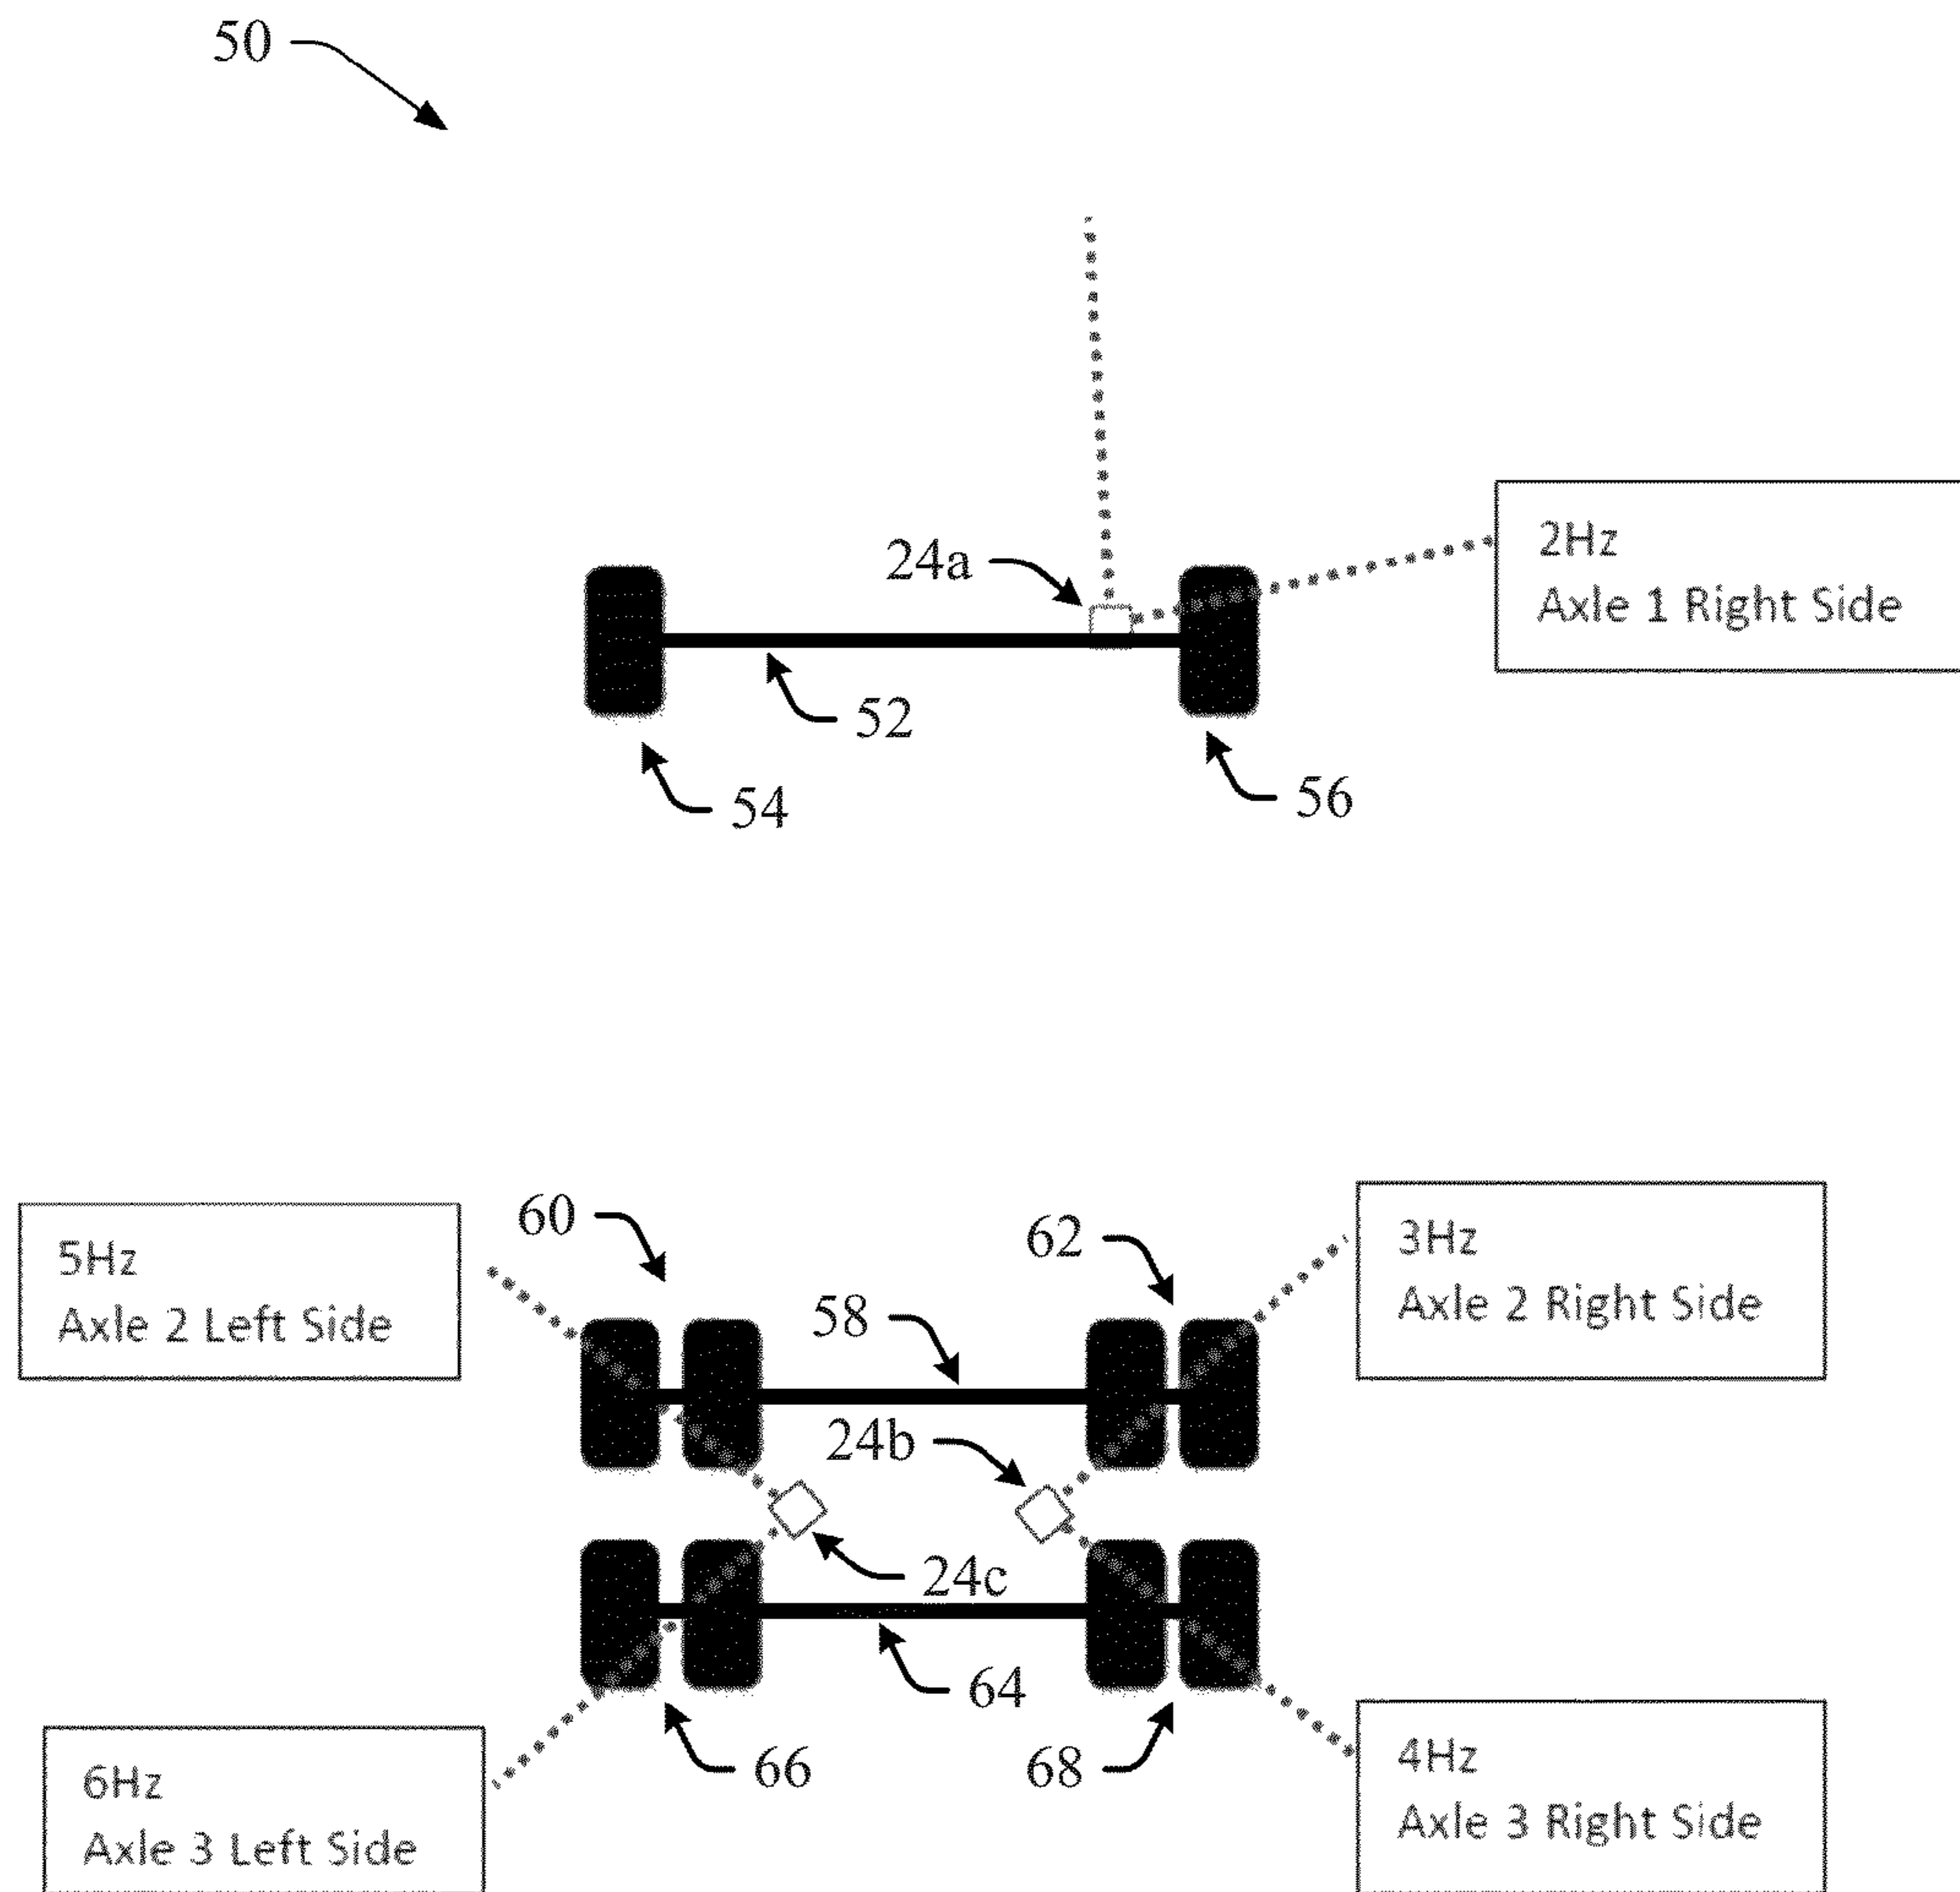 50
24a
2Hz
Axle 1 Right Side
52
54
56
5Hz
Axle 2 Left Side
60
62
3Hz
Axle 2 Right Side
58
24b
24c
64
6Hz
Axle 3 Left Side
66
68
4Hz
Axle 3 Right Side